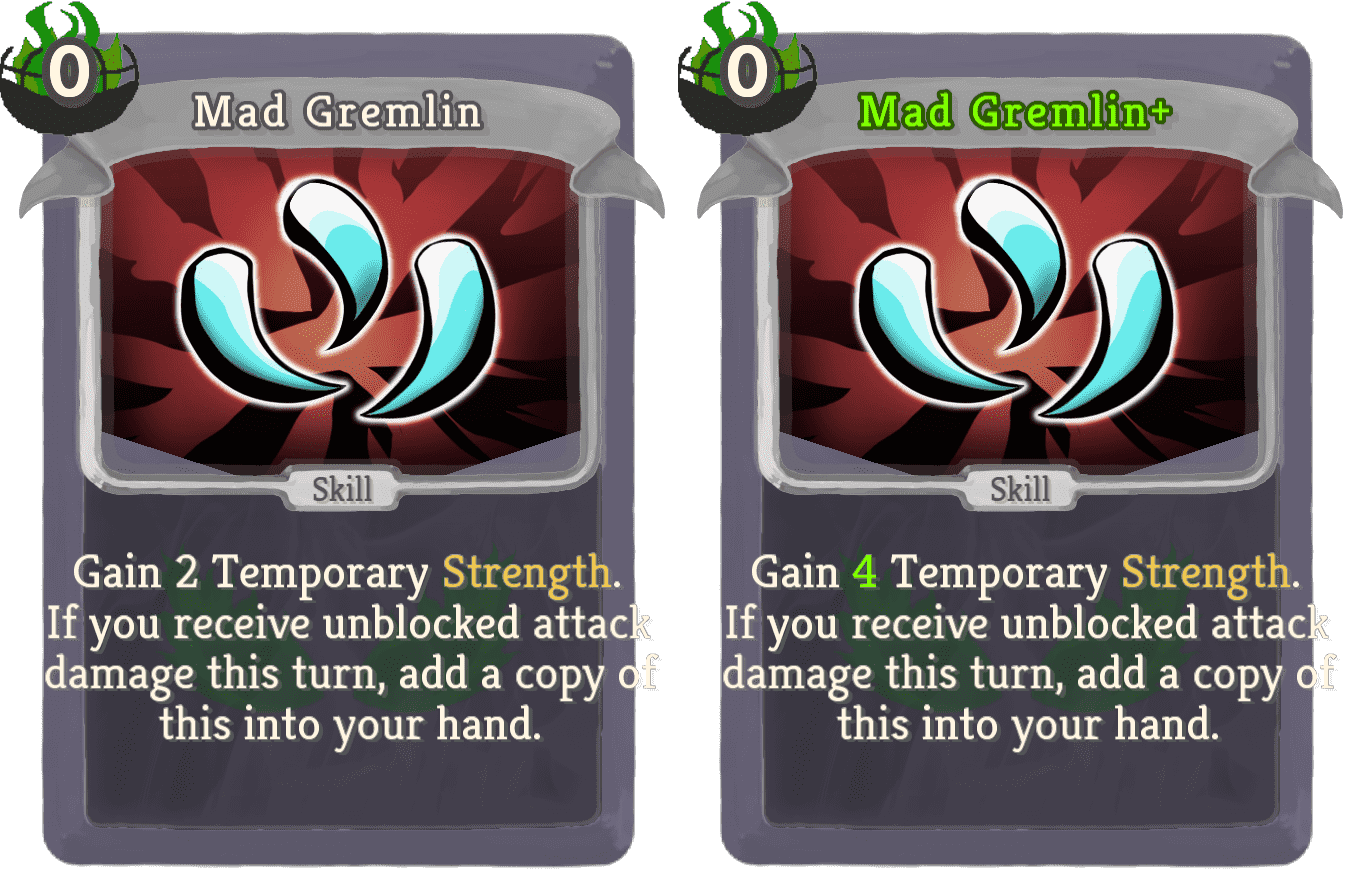 0
Mad Gremlin
Skill
Gain 2 Temporary Strength.
If you receive unblocked attack
damage this turn, add a copy of
this into your hand.
0
Mad Gremlin+
Skill
Gain 4 Temporary Strength.
If you receive unblocked attack
damage this turn, add a copy of
this into your hand.